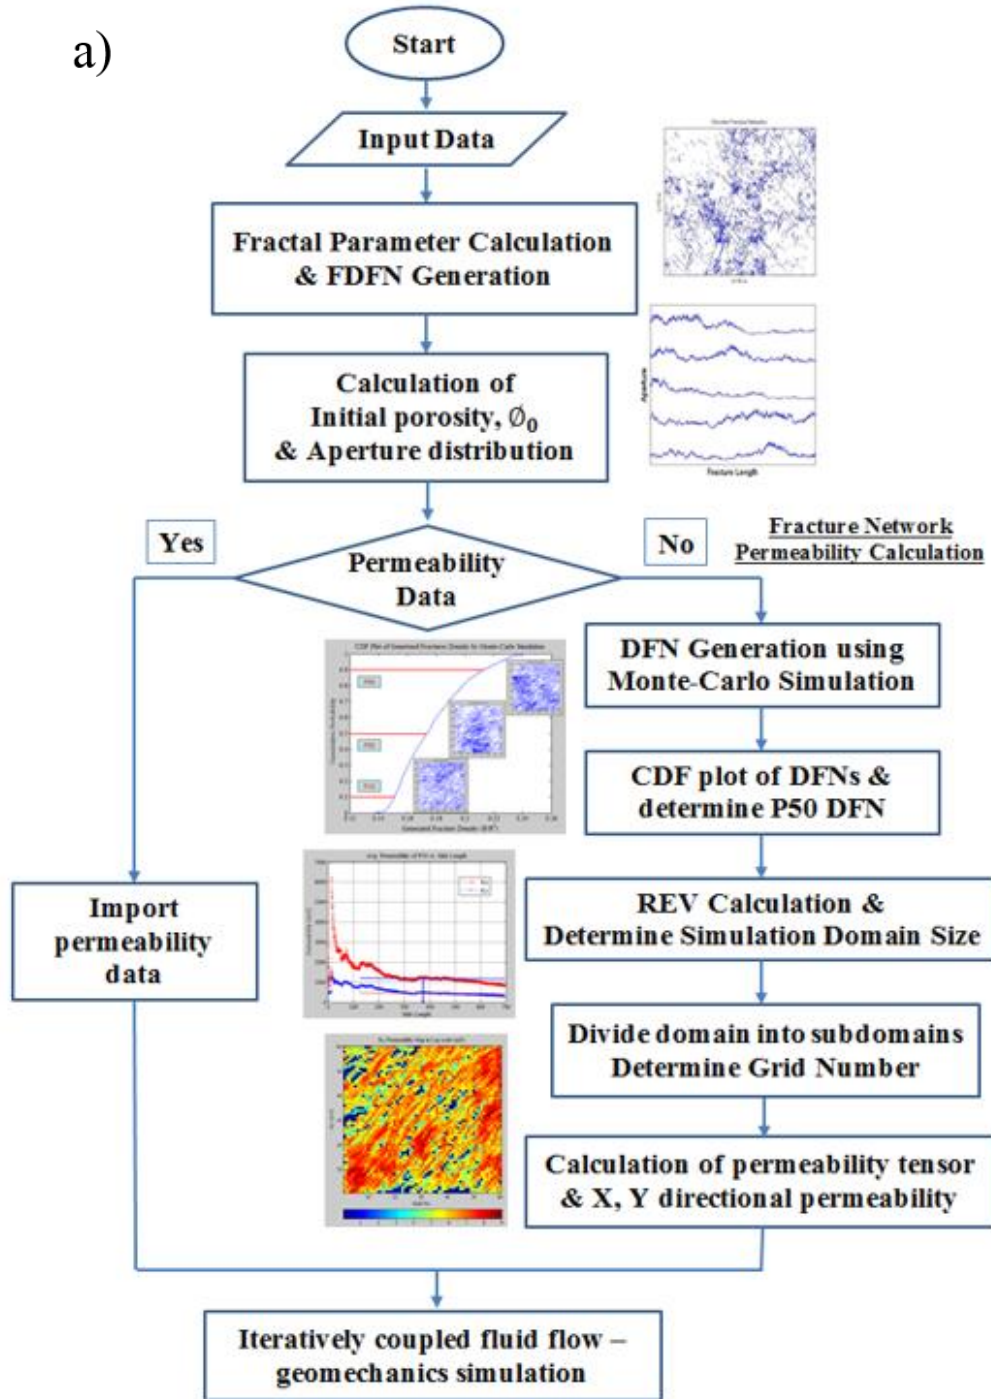 a)
Start
Input Data
Fractal Parameter Calculation
& FDFN Generation
Calculation of
Initial porosity, ∅₀
& Aperture distribution
Aperture
Fracture Length
Permeability
Data
Yes
No
Fracture Network
Permeability Calculation
DFN Generation using
Monte-Carlo Simulation
CDF plot of DFNs &
determine P50 DFN
REV Calculation &
Determine Simulation Domain Size
Divide domain into subdomains
Determine Grid Number
Calculation of permeability tensor
& X, Y directional permeability
Import
permeability
data
Iteratively coupled fluid flow –
geomechanics simulation